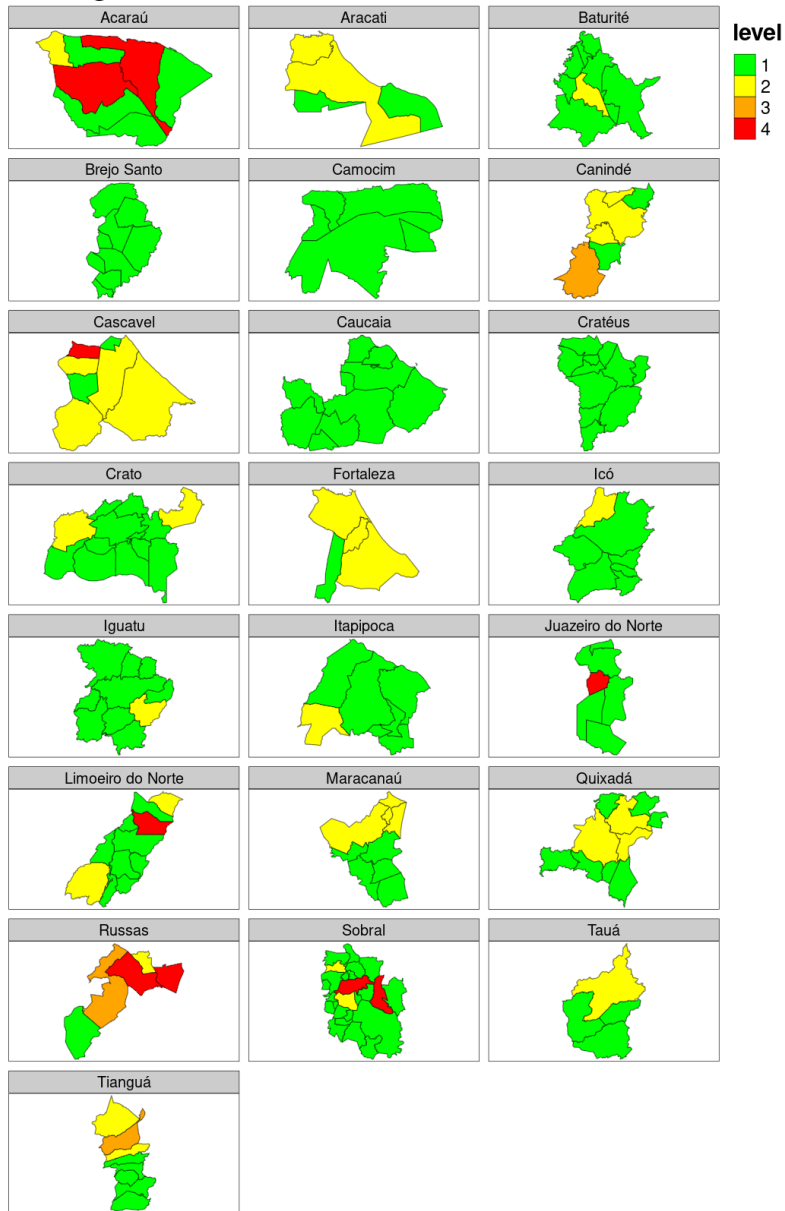 Acaraú
Aracati
Baturité
level
1
2
3
4
Brejo Santo
Camocim
Canindé
Cascavel
Caucaia
Cratéus
Crato
Fortaleza
Icó
Iguatu
Itapipoca
Juazeiro do Norte
Limoeiro do Norte
Maracanaú
Quixadá
Russas
Sobral
Tauá
Tianguá